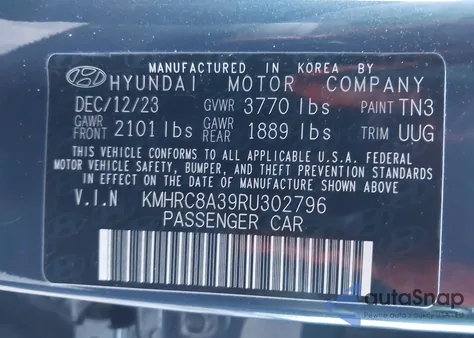 MANUFACTURED IN KOREA BY
HYUNDAI MOTOR COMPANY
DEC/12/23 GVWR 3770 lbs PAINT TN3
GAWR FRONT 2101 lbs GAWR REAR 1889 lbs TRIM UUG
THIS VEHICLE CONFORMS TO ALL APPLICABLE U.S.A. FEDERAL
MOTOR VEHICLE SAFETY, BUMPER, AND THEFT PREVENTION STANDARDS
IN EFFECT ON THE DATE OF MANUFACTURE SHOWN ABOVE.
V.I.N KMHRC8A39RU302796
PASSENGER CAR
autoSnap